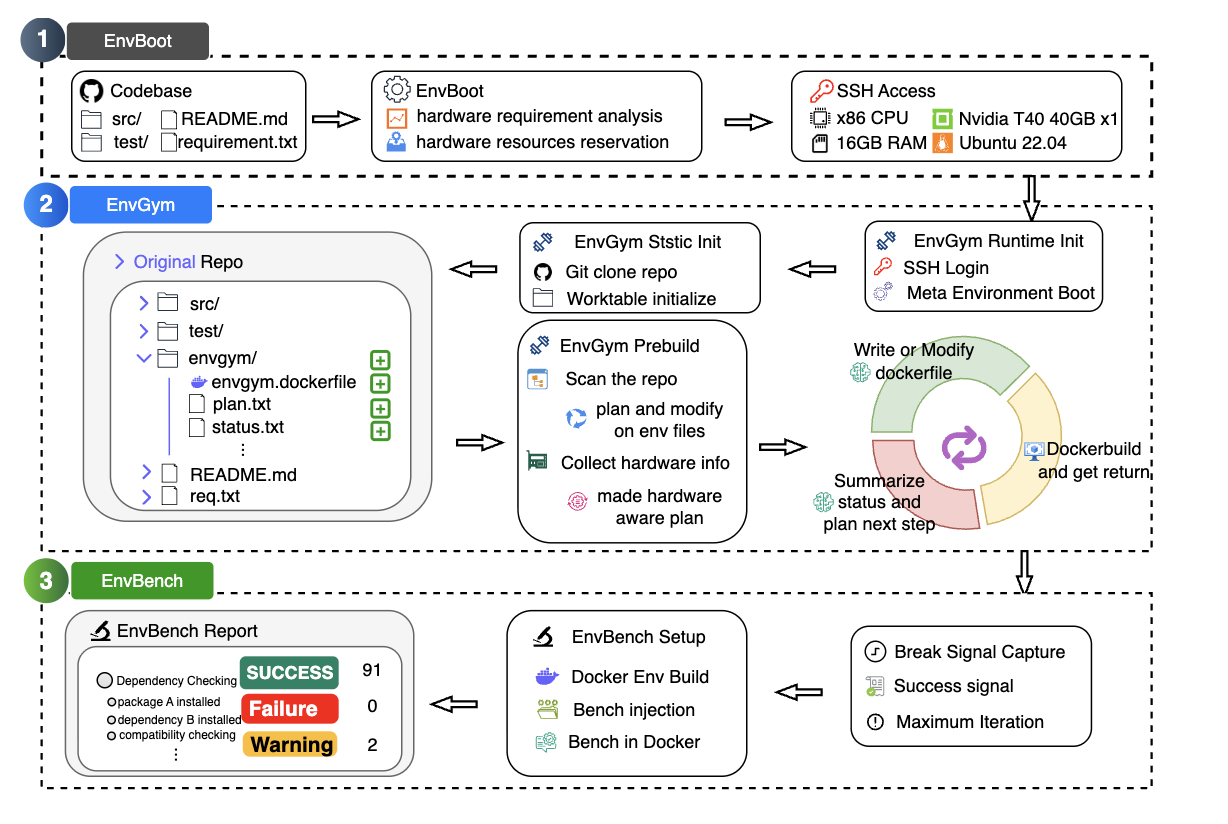 1
EnvBoot
Codebase
src/
README.md
test/
requirement.txt
EnvBoot
hardware requirement analysis
hardware resources reservation
SSH Access
x86 CPU
Nvidia T40 40GB x1
16GB RAM
Ubuntu 22.04
2
EnvGym
EnvGym Runtime Init
SSH Login
Meta Environment Boot
EnvGym Ststic Init
Git clone repo
Worktable initialize
Original Repo
src/
test/
envgym/
envgym.dockerfile
plan.txt
status.txt
⋮
README.md
req.txt
EnvGym Prebuild
Scan the repo
plan and modify
on env files
Collect hardware info
made hardware
aware plan
Write or Modify
dockerfile
Dockerbuild
and get return
Summarize
status and
plan next step
3
EnvBench
Break Signal Capture
Success signal
Maximum Iteration
EnvBench Setup
Docker Env Build
Bench injection
Bench in Docker
EnvBench Report
Dependency Checking
package A installed
dependency B installed
compatibility checking
⋮
SUCCESS 91
Failure 0
Warning 2